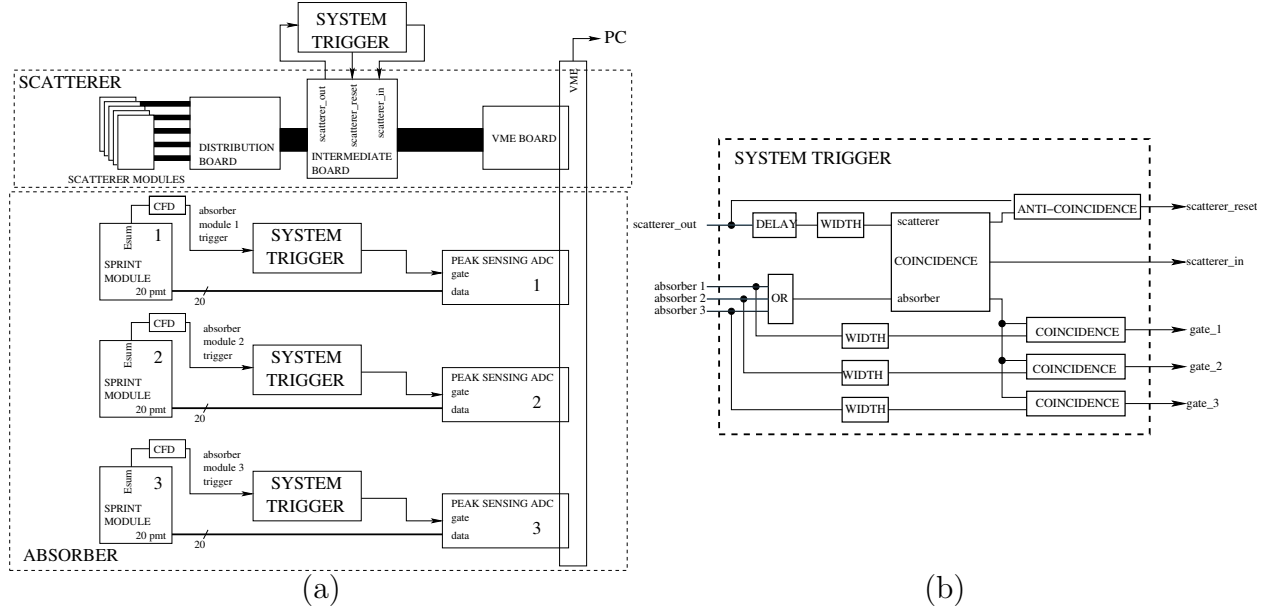 SYSTEM
TRIGGER
PC
SCATTERER
VME
scatterer_out
scatterer_reset
scatterer_in
DISTRIBUTION
BOARD
INTERMEDIATE
BOARD
VME BOARD
SCATTERER MODULES
CFD
absorber
module 1
trigger
Esum
1
SPRINT
MODULE
20 pmt
20
SYSTEM
TRIGGER
PEAK SENSING ADC
gate
data
1
CFD
absorber
module 2
trigger
Esum
2
SPRINT
MODULE
20 pmt
20
SYSTEM
TRIGGER
PEAK SENSING ADC
gate
data
2
CFD
absorber
module 3
trigger
Esum
3
SPRINT
MODULE
20 pmt
20
SYSTEM
TRIGGER
PEAK SENSING ADC
gate
data
3
ABSORBER
(a)
SYSTEM TRIGGER
scatterer_out
DELAY
WIDTH
scatterer
COINCIDENCE
absorber
ANTI-COINCIDENCE
scatterer_reset
scatterer_in
absorber 1
absorber 2
absorber 3
OR
WIDTH
COINCIDENCE
gate_1
WIDTH
COINCIDENCE
gate_2
WIDTH
COINCIDENCE
gate_3
(b)